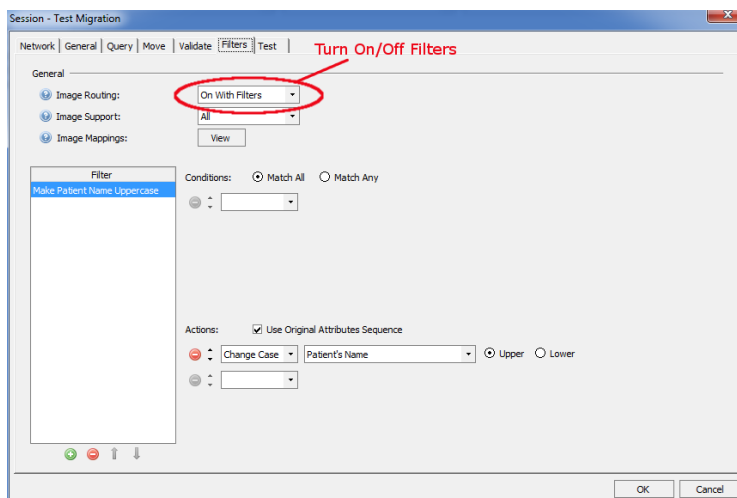 Session - Test Migration
Network General Query Move Validate Filters Test
Turn On/Off Filters
General
Image Routing: On With Filters
Image Support: All
Image Mappings: View
Filter
Conditions: Match All Match Any
Make Patient Name Uppercase
Actions: Use Original Attributes Sequence
Change Case Patient's Name Upper Lower
OK Cancel